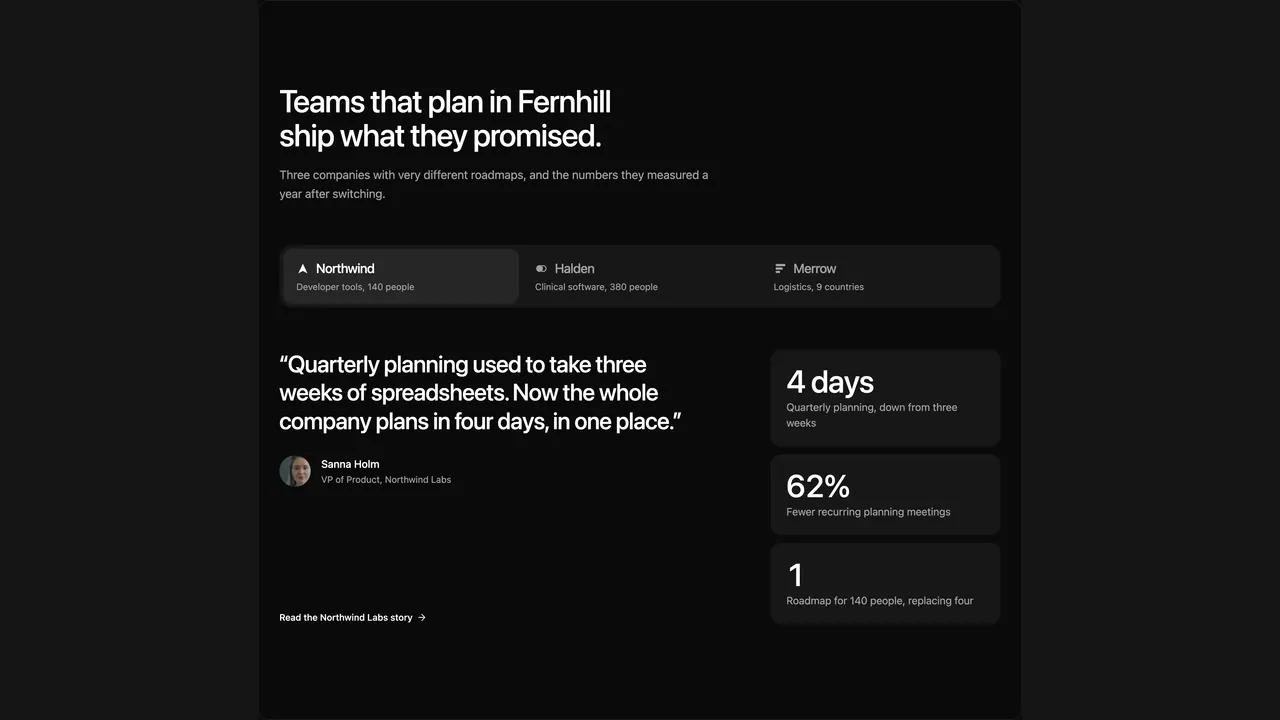 Teams that plan in Fernhill
ship what they promised.
Three companies with very different roadmaps, and the numbers they measured a
year after switching.
Northwind
Developer tools, 140 people
Halden
Clinical software, 380 people
Merrow
Logistics, 9 countries
“Quarterly planning used to take three
weeks of spreadsheets. Now the whole
company plans in four days, in one place.”
Sanna Holm
VP of Product, Northwind Labs
Read the Northwind Labs story →
4 days
Quarterly planning, down from three
weeks
62%
Fewer recurring planning meetings
1
Roadmap for 140 people, replacing four